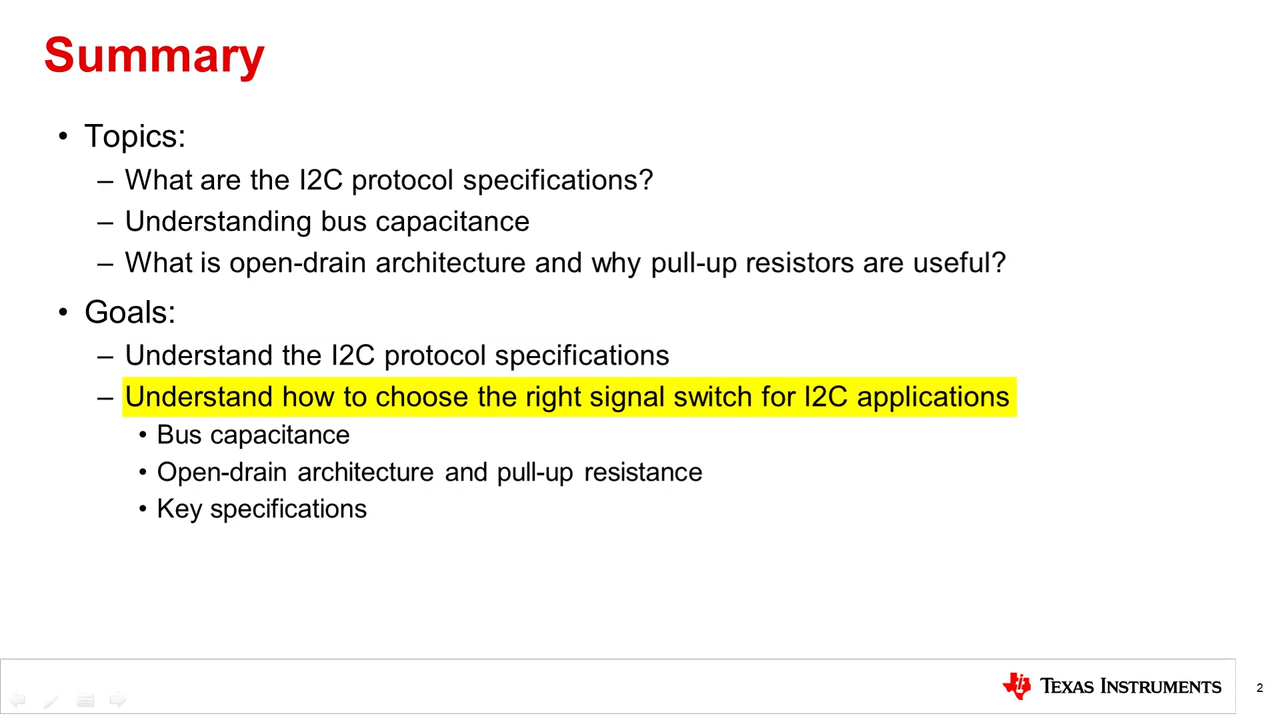 Summary
• Topics:
– What are the I2C protocol specifications?
– Understanding bus capacitance
– What is open-drain architecture and why pull-up resistors are useful?
• Goals:
– Understand the I2C protocol specifications
– Understand how to choose the right signal switch for I2C applications
• Bus capacitance
• Open-drain architecture and pull-up resistance
• Key specifications
TEXAS INSTRUMENTS
2